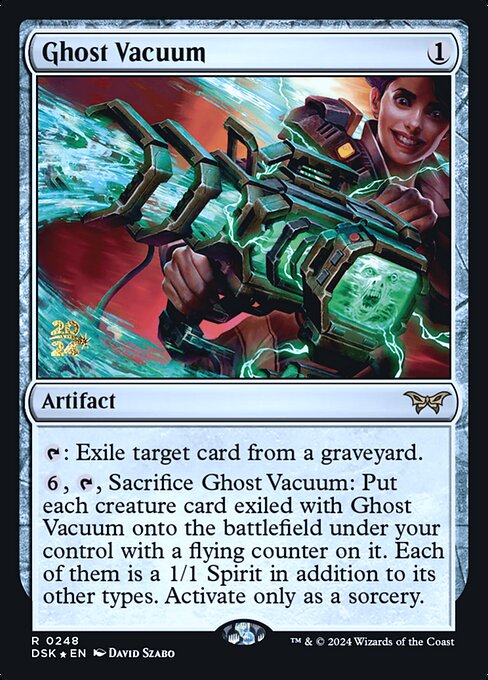 Ghost Vacuum 1
2024
Artifact
: Exile target card from a graveyard.
6, , Sacrifice Ghost Vacuum: Put
each creature card exiled with Ghost
Vacuum onto the battlefield under your
control with a flying counter on it. Each
of them is a 1/1 Spirit in addition to its
other types. Activate only as a sorcery.
R 0248
DSK ★ EN David Szabo
™ & © 2024 Wizards of the Coast